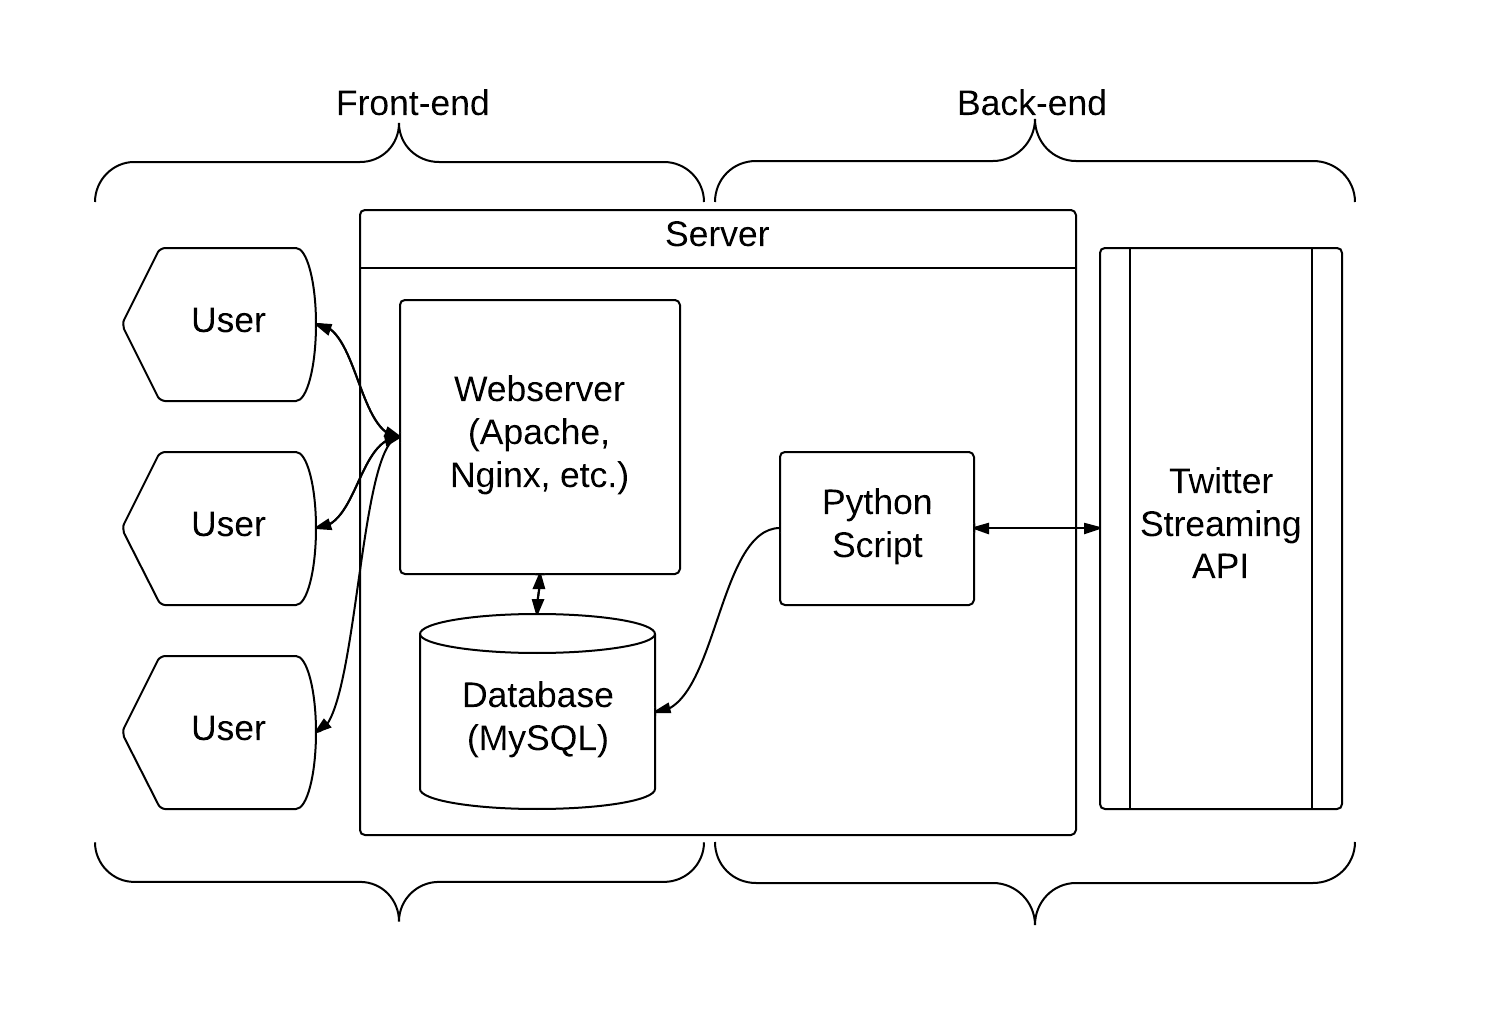 Front-end
Back-end
Server
User
User
User
Webserver
(Apache,
Nginx, etc.)
Database
(MySQL)
Python
Script
Twitter
Streaming
API